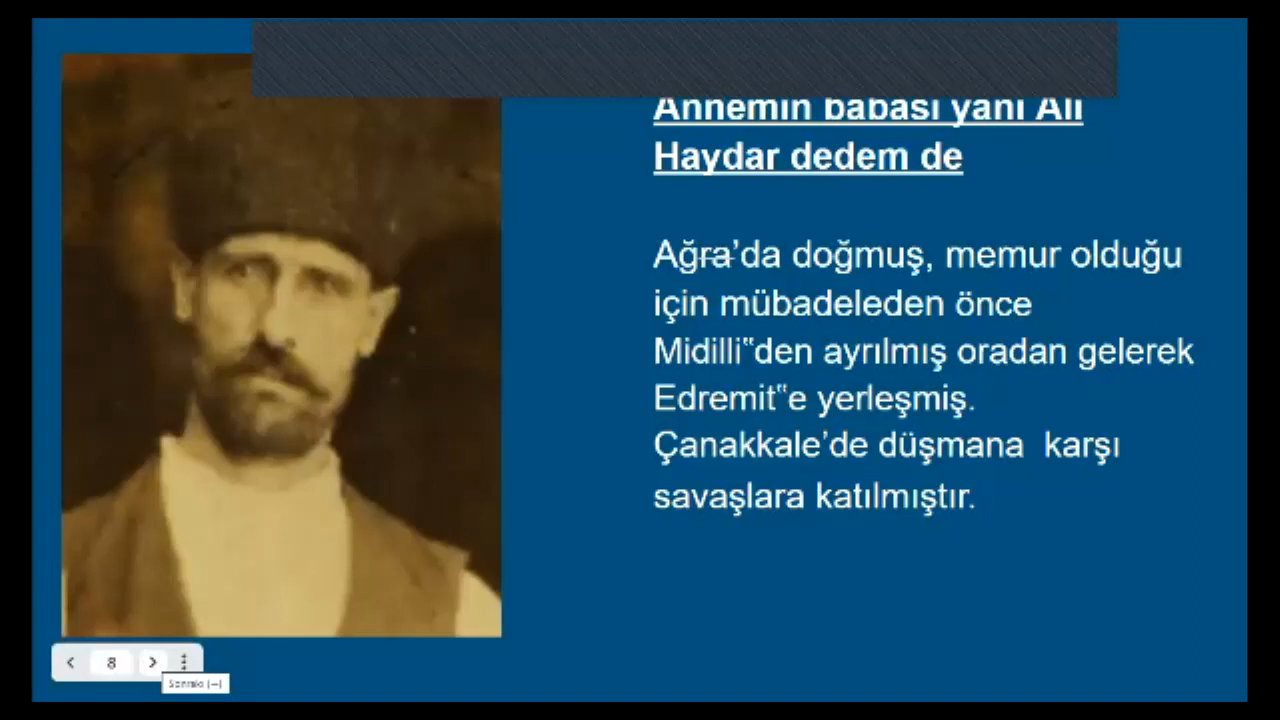 Annemin babası yani Ali
Haydar dedem de
Ağra’da doğmuş, memur olduğu
için mübadeleden önce
Midilli‟den ayrılmış oradan gelerek
Edremit‟e yerleşmiş.
Çanakkale’de düşmana karşı
savaşlara katılmıştır.
8